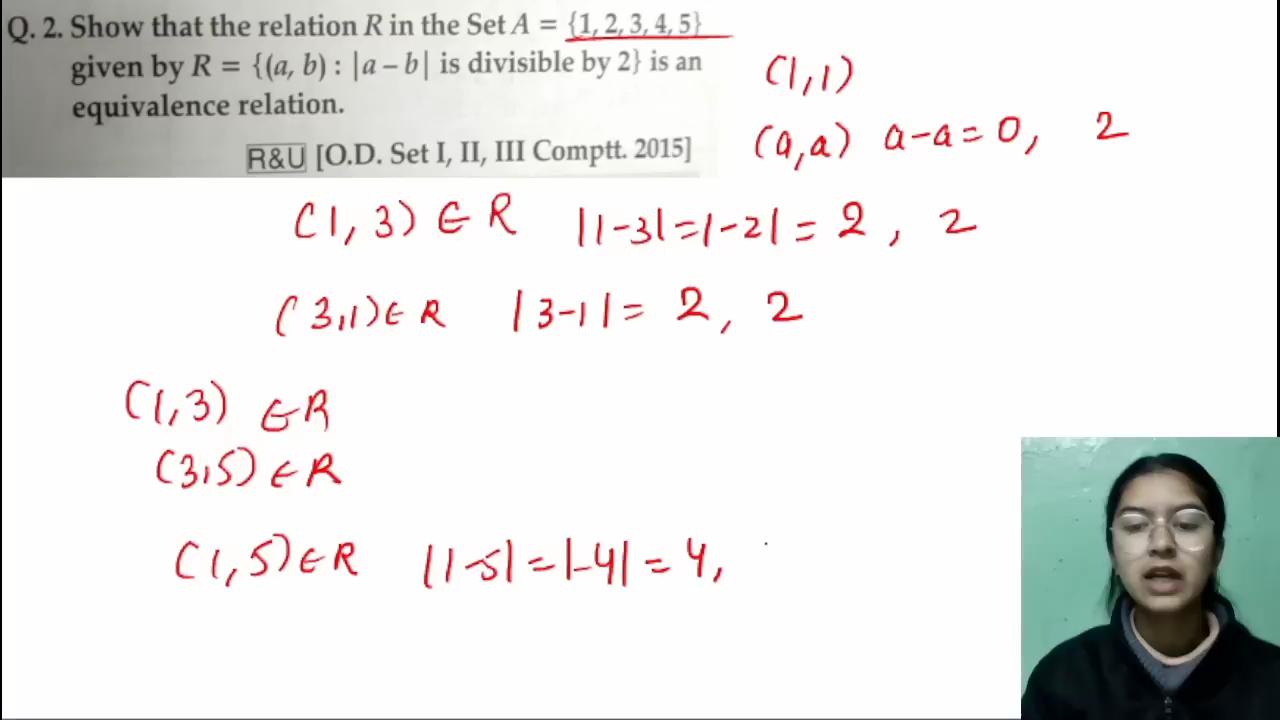 Q. 2. Show that the relation R in the Set A = {1, 2, 3, 4, 5}
given by R = {(a, b) : |a – b| is divisible by 2} is an
equivalence relation.
R&U [O.D. Set I, II, III Comptt. 2015]
(1,1)
(a,a) a-a=0, 2
(1,3) ∈ R |1-3|=|-2|=2, 2
(3,1)∈R |3-1|= 2, 2
(1,3) ∈R
(3,5)∈R
(1,5)∈R |1-5|=|-4|=4,